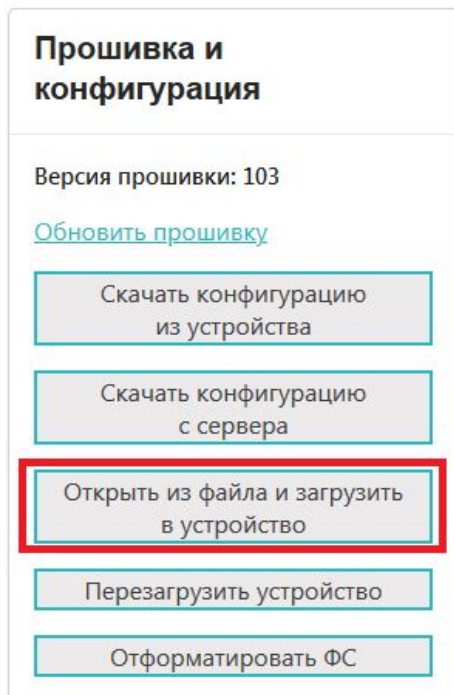 Прошивка и
конфигурация
Версия прошивки: 103
Обновить прошивку
Скачать конфигурацию
из устройства
Скачать конфигурацию
с сервера
Открыть из файла и загрузить
в устройство
Перезагрузить устройство
Отформатировать ФС